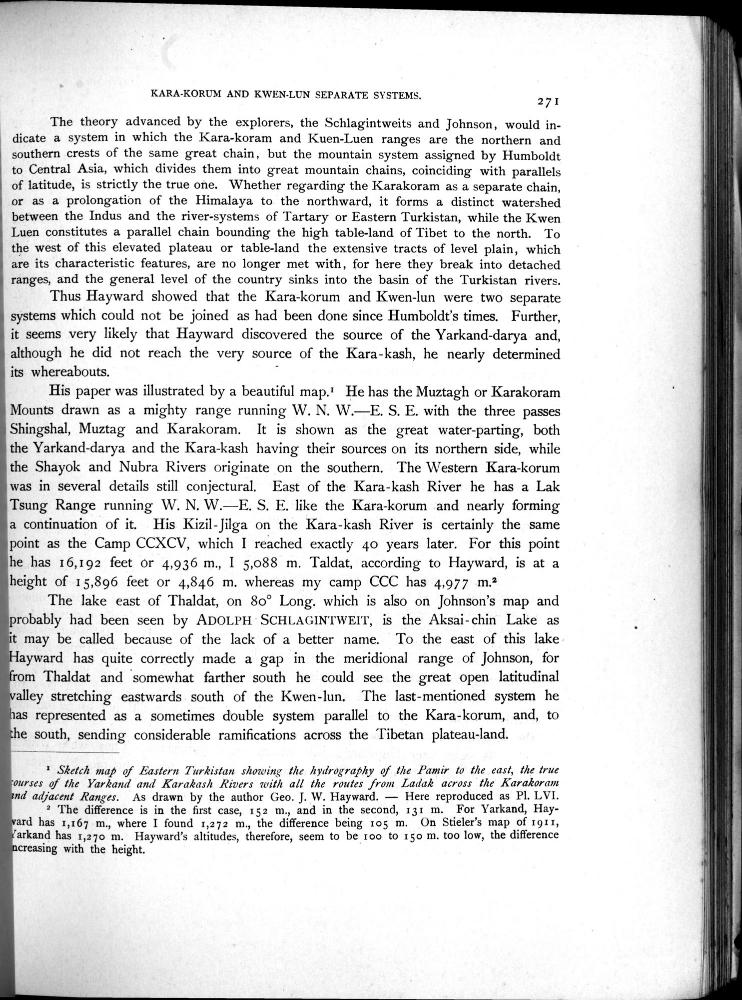 KARA-KORUM AND KWEN-LUN SEPARATE SYSTEMS.
271
The theory advanced by the explorers, the Schlagintweits and Johnson, would in-
dicate a system in which the Kara-koram and Kuen-Luen ranges are the northern and
southern crests of the same great chain, but the mountain system assigned by Humboldt
to Central Asia, which divides them into great mountain chains, coinciding with parallels
of latitude, is strictly the true one. Whether regarding the Karakoram as a separate chain,
or as a prolongation of the Himalaya to the northward, it forms a distinct watershed
between the Indus and the river-systems of Tartary or Eastern Turkistan, while the Kwen
Luen constitutes a parallel chain bounding the high table-land of Tibet to the north. To
the west of this elevated plateau or table-land the extensive tracts of level plain, which
are its characteristic features, are no longer met with, for here they break into detached
ranges, and the general level of the country sinks into the basin of the Turkistan rivers.
Thus Hayward showed that the Kara-korum and Kwen-lun were two separate
systems which could not be joined as had been done since Humboldt's times. Further,
it seems very likely that Hayward discovered the source of the Yarkand-darya and,
although he did not reach the very source of the Kara-kash, he nearly determined
its whereabouts.
His paper was illustrated by a beautiful map.¹ He has the Muztagh or Karakoram
Mounts drawn as a mighty range running W. N. W.—E. S. E. with the three passes
Shingshal, Muztag and Karakoram. It is shown as the great water-parting, both
the Yarkand-darya and the Kara-kash having their sources on its northern side, while
the Shayok and Nubra Rivers originate on the southern. The Western Kara-korum
was in several details still conjectural. East of the Kara-kash River he has a Lak
Tsung Range running W. N. W.—E. S. E. like the Kara-korum and nearly forming
a continuation of it. His Kizil-Jilga on the Kara-kash River is certainly the same
point as the Camp CCXCV, which I reached exactly 40 years later. For this point
he has 16,192 feet or 4,936 m., I 5,088 m. Taldat, according to Hayward, is at a
height of 15,896 feet or 4,846 m. whereas my camp CCC has 4,977 m.²
The lake east of Thaldat, on 80° Long. which is also on Johnson's map and
probably had been seen by ADOLPH SCHLAGINTWEIT, is the Aksai-chin Lake as
it may be called because of the lack of a better name. To the east of this lake
Hayward has quite correctly made a gap in the meridional range of Johnson, for
from Thaldat and somewhat farther south he could see the great open latitudinal
valley stretching eastwards south of the Kwen-lun. The last-mentioned system he
has represented as a sometimes double system parallel to the Kara-korum, and, to
the south, sending considerable ramifications across the Tibetan plateau-land.
¹ Sketch map of Eastern Turkistan showing the hydrography of the Pamir to the east, the true
ourses of the Yarkand and Karakash Rivers with all the routes from Ladak across the Karakoram
and adjacent Ranges. As drawn by the author Geo. J. W. Hayward. — Here reproduced as Pl. LVI.
² The difference is in the first case, 152 m., and in the second, 131 m. For Yarkand, Hay-
ward has 1,167 m., where I found 1,272 m., the difference being 105 m. On Stieler's map of 1911,
Yarkand has 1,270 m. Hayward's altitudes, therefore, seem to be 100 to 150 m. too low, the difference
ncreasing with the height.